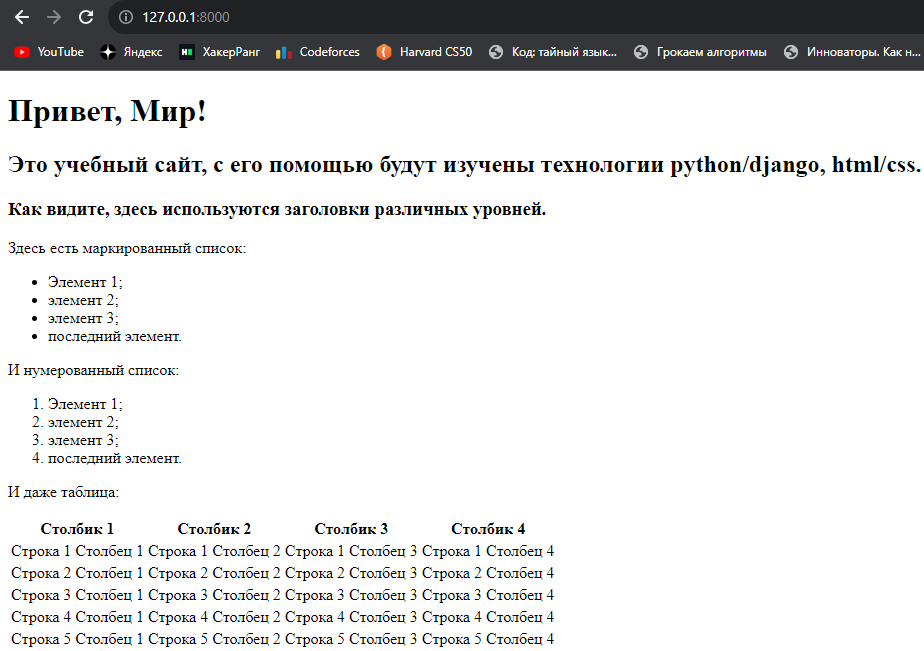 127.0.0.1:8000
YouTube Яндекс ХакерРанг Codeforces Harvard CS50 Код: тайный язык... Грокаем алгоритмы Инноваторы. Как н...
Привет, Мир!
Это учебный сайт, с его помощью будут изучены технологии python/django, html/css.
Как видите, здесь используются заголовки различных уровней.
Здесь есть маркированный список:
• Элемент 1;
• элемент 2;
• элемент 3;
• последний элемент.
И нумерованный список:
1. Элемент 1;
2. элемент 2;
3. элемент 3;
4. последний элемент.
И даже таблица:
Столбик 1 Столбик 2 Столбик 3 Столбик 4
Строка 1 Столбец 1 Строка 1 Столбец 2 Строка 1 Столбец 3 Строка 1 Столбец 4
Строка 2 Столбец 1 Строка 2 Столбец 2 Строка 2 Столбец 3 Строка 2 Столбец 4
Строка 3 Столбец 1 Строка 3 Столбец 2 Строка 3 Столбец 3 Строка 3 Столбец 4
Строка 4 Столбец 1 Строка 4 Столбец 2 Строка 4 Столбец 3 Строка 4 Столбец 4
Строка 5 Столбец 1 Строка 5 Столбец 2 Строка 5 Столбец 3 Строка 5 Столбец 4